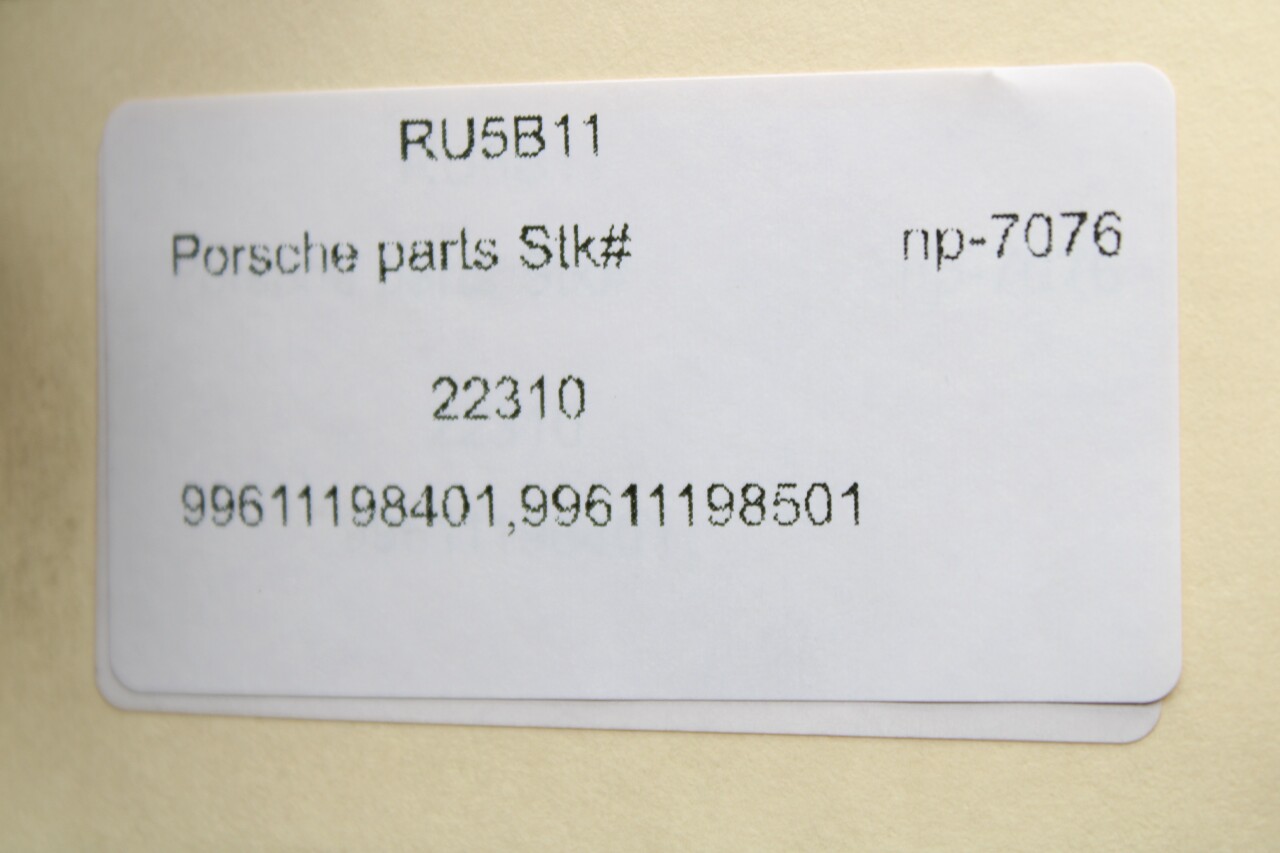 RU5B11
Porsche parts Stk# np-7076
22310
99611198401,99611198501